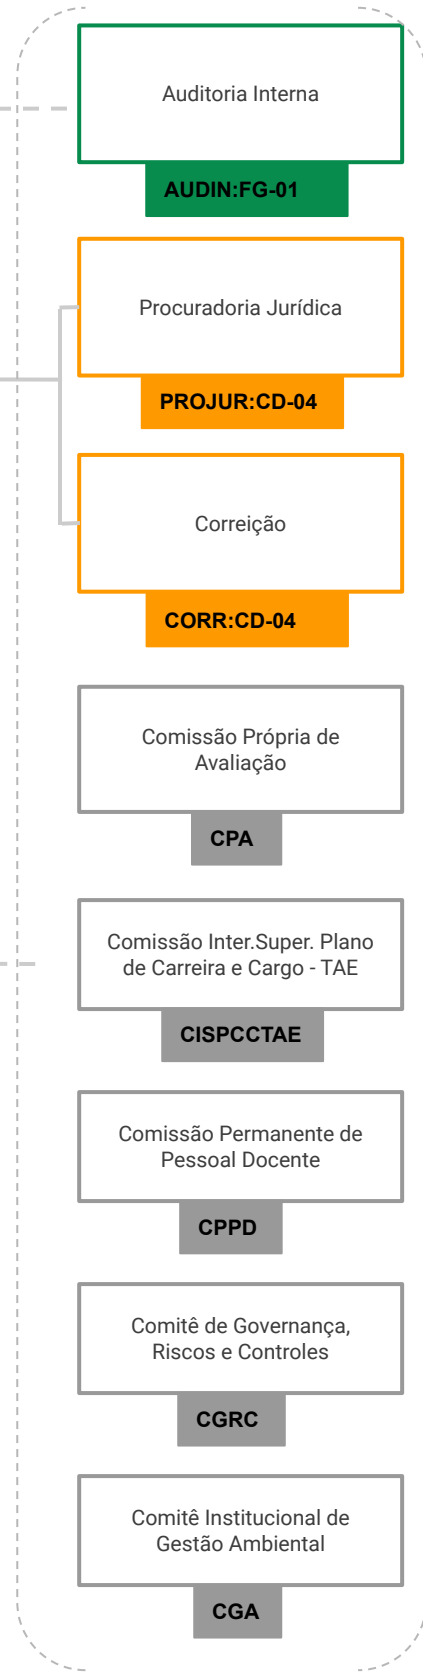 Auditoria Interna
AUDIN:FG-01
Procuradoria Jurídica
PROJUR:CD-04
Correição
CORR:CD-04
Comissão Própria de
Avaliação
CPA
Comissão Inter.Super. Plano
de Carreira e Cargo - TAE
CISPCCTAE
Comissão Permanente de
Pessoal Docente
CPPD
Comitê de Governança,
Riscos e Controles
CGRC
Comitê Institucional de
Gestão Ambiental
CGA